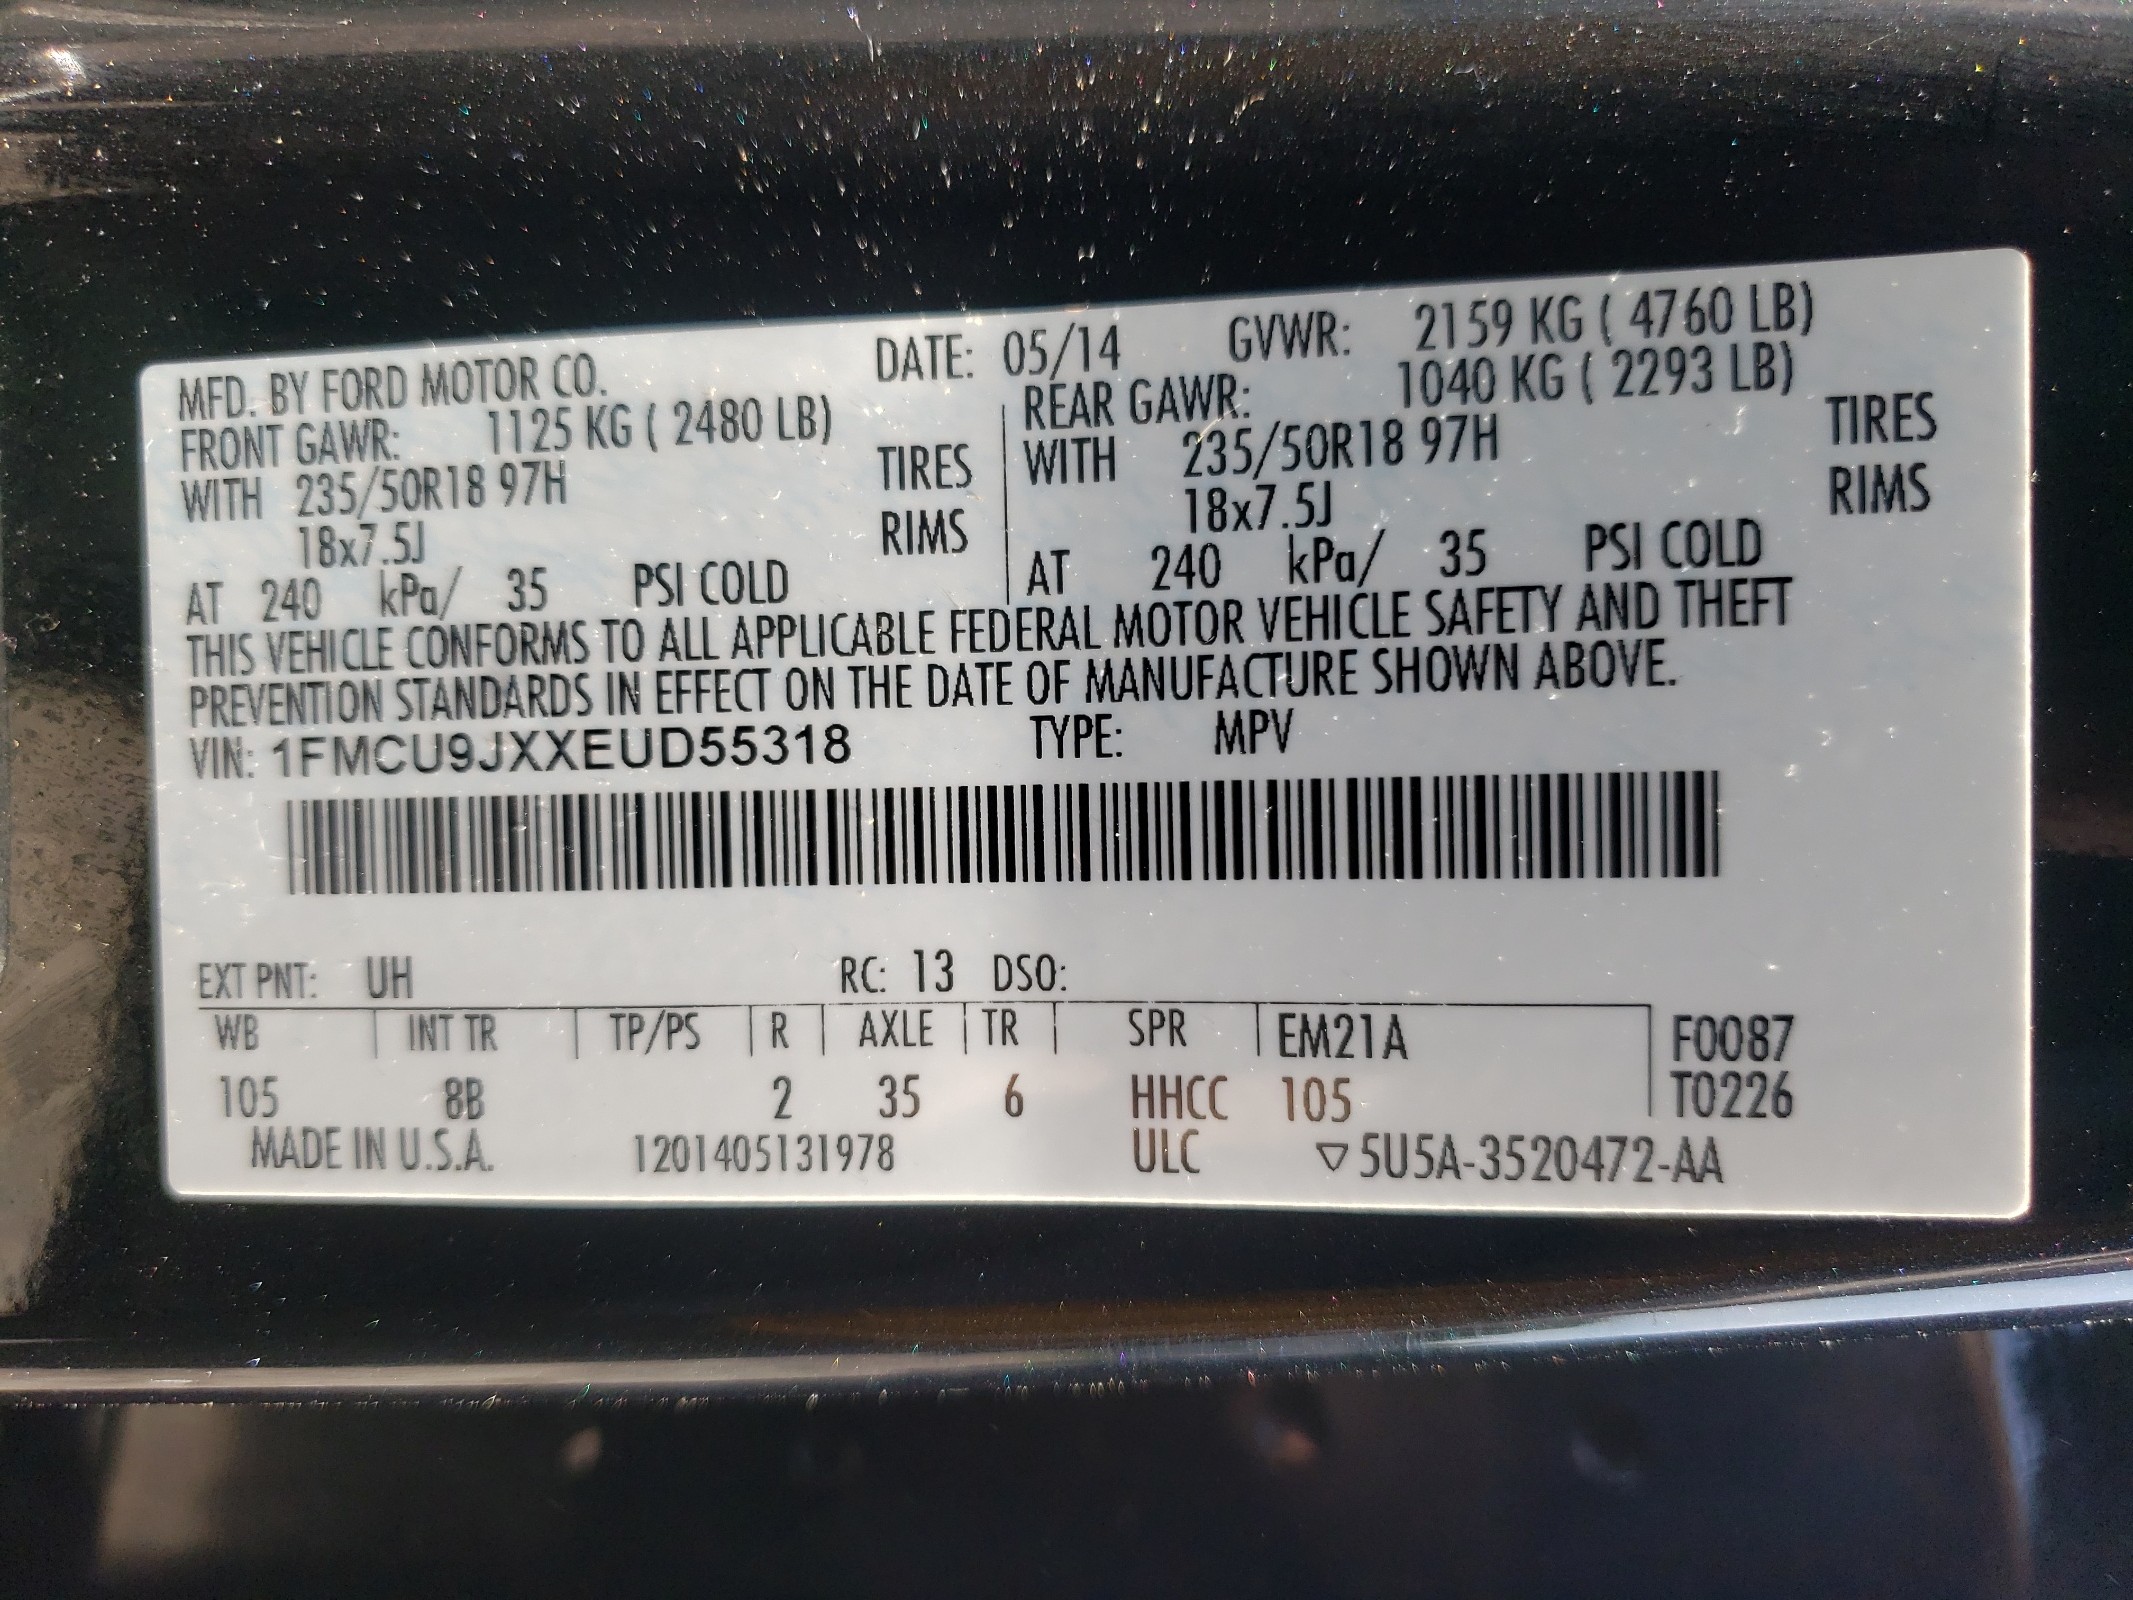 MFD. BY FORD MOTOR CO. DATE: 05/14 GVWR: 2159 KG ( 4760 LB)
FRONT GAWR: 1125 KG ( 2480 LB) REAR GAWR: 1040 KG ( 2293 LB)
WITH 235/50R18 97H TIRES WITH 235/50R18 97H TIRES
18x7.5J RIMS 18x7.5J RIMS
AT 240 kPa/ 35 PSI COLD AT 240 kPa/ 35 PSI COLD
THIS VEHICLE CONFORMS TO ALL APPLICABLE FEDERAL MOTOR VEHICLE SAFETY AND THEFT
PREVENTION STANDARDS IN EFFECT ON THE DATE OF MANUFACTURE SHOWN ABOVE.
VIN: 1FMCU9JXXEUD55318 TYPE: MPV
EXT PNT: UH RC: 13 DSO:
WB INT TR TP/PS R AXLE TR SPR EM21A F0087
105 8B 2 35 6 HHCC 105 T0226
MADE IN U.S.A. 1201405131978 ULC ▽5U5A-3520472-AA